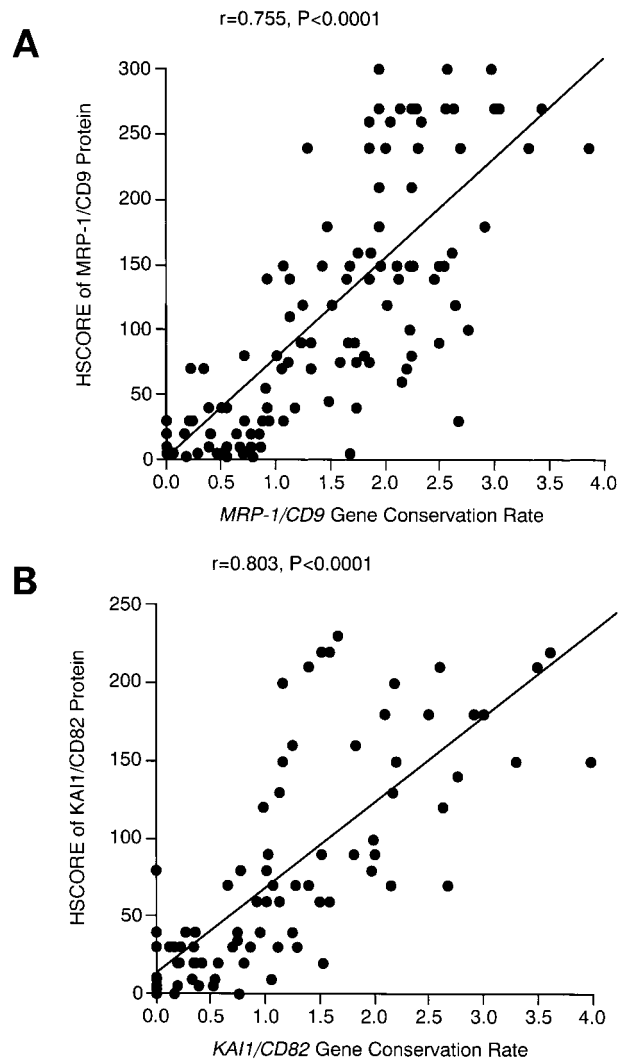 r=0.755, P<0.0001
A
HSCORE of MRP-1/CD9 Protein
300
250
200
150
100
50
0
0.0 0.5 1.0 1.5 2.0 2.5 3.0 3.5 4.0
MRP-1/CD9 Gene Conservation Rate
r=0.803, P<0.0001
B
HSCORE of KAI1/CD82 Protein
250
200
150
100
50
0
0.0 0.5 1.0 1.5 2.0 2.5 3.0 3.5 4.0
KAI1/CD82 Gene Conservation Rate